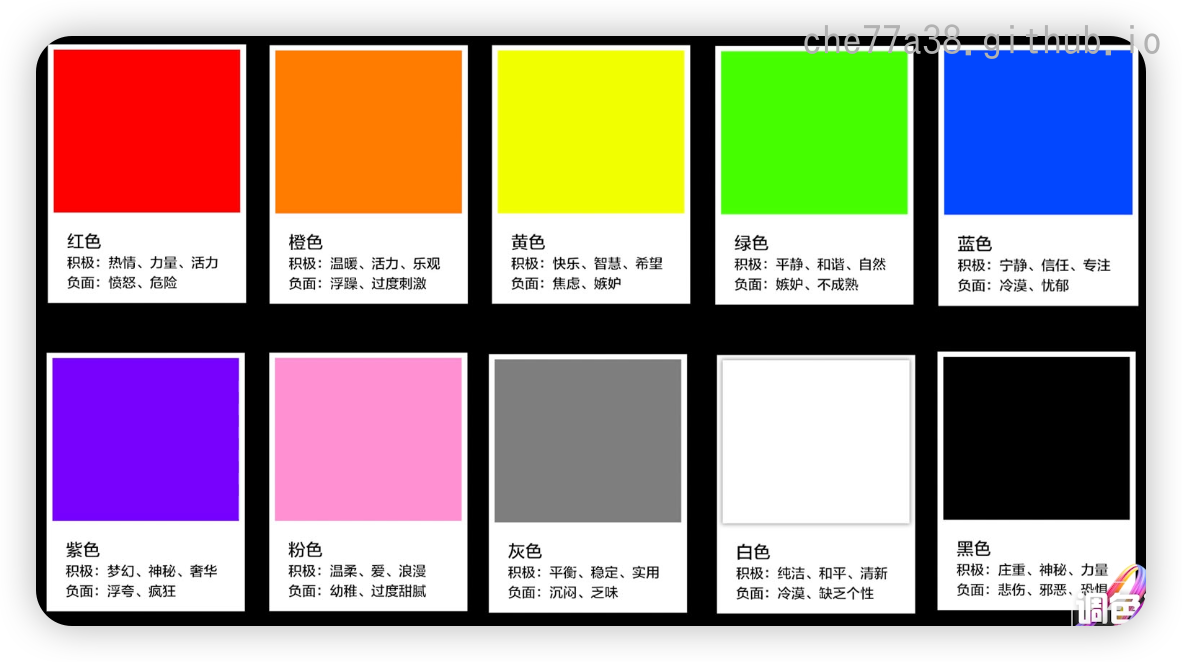 che77a38.github.io
红色
积极：热情、力量、活力
负面：愤怒、危险
橙色
积极：温暖、活力、乐观
负面：浮躁、过度刺激
黄色
积极：快乐、智慧、希望
负面：焦虑、嫉妒
绿色
积极：平静、和谐、自然
负面：嫉妒、不成熟
蓝色
积极：宁静、信任、专注
负面：冷漠、忧郁
紫色
积极：梦幻、神秘、奢华
负面：浮夸、疯狂
粉色
积极：温柔、爱、浪漫
负面：幼稚、过度甜腻
灰色
积极：平衡、稳定、实用
负面：沉闷、乏味
白色
积极：纯洁、和平、清新
负面：冷漠、缺乏个性
黑色
积极：庄重、神秘、力量
负面：悲伤、邪恶、恐惧
调色